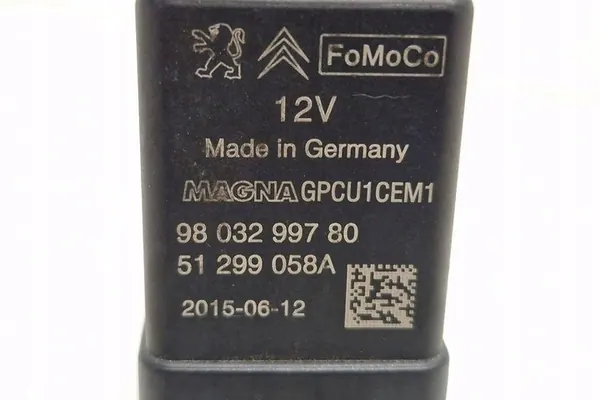 FoMoCo
12V
Made in Germany
MAGNA GPCU1CEM1
98 032 997 80
51 299 058A
2015-06-12